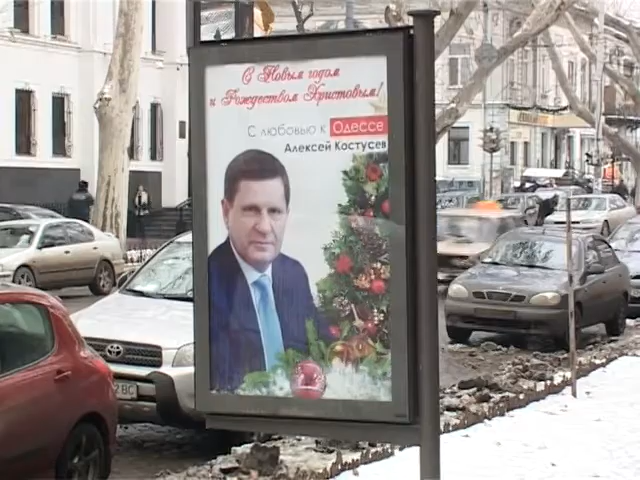 С Новым годом
и Рождеством Христовым!
С любовью к Одессе
Алексей Костусев